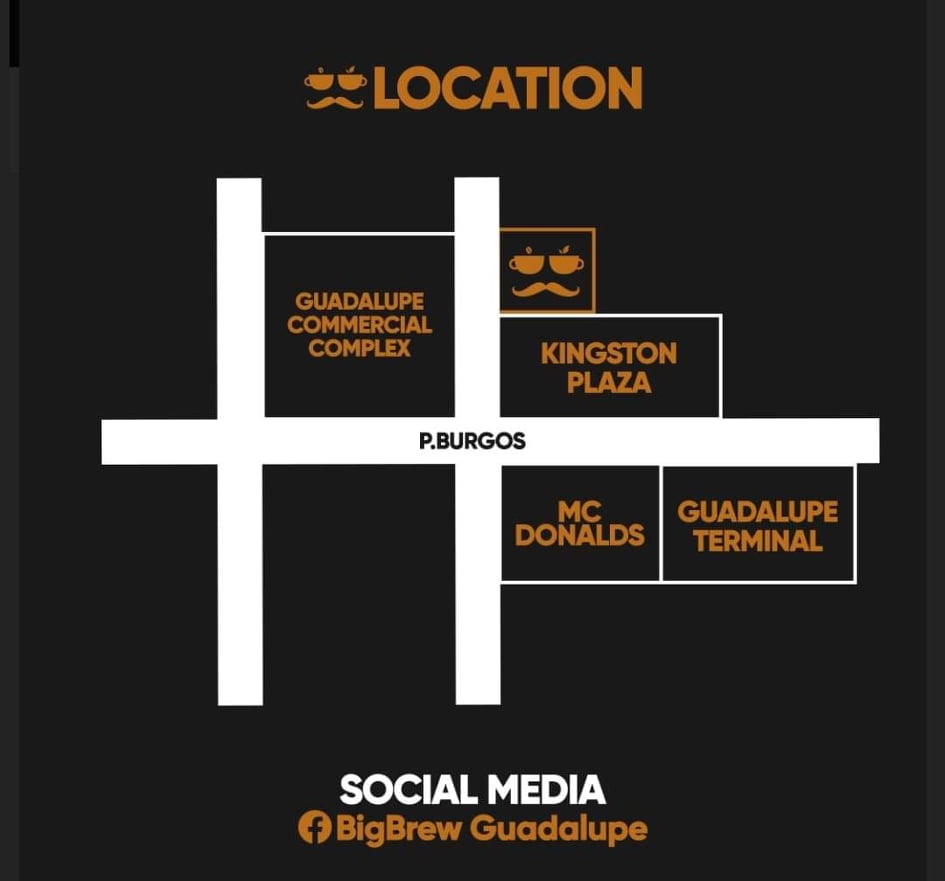 LOCATION
GUADALUPE
COMMERCIAL
COMPLEX
KINGSTON
PLAZA
P.BURGOS
MC
DONALDS
GUADALUPE
TERMINAL
SOCIAL MEDIA
BigBrew Guadalupe